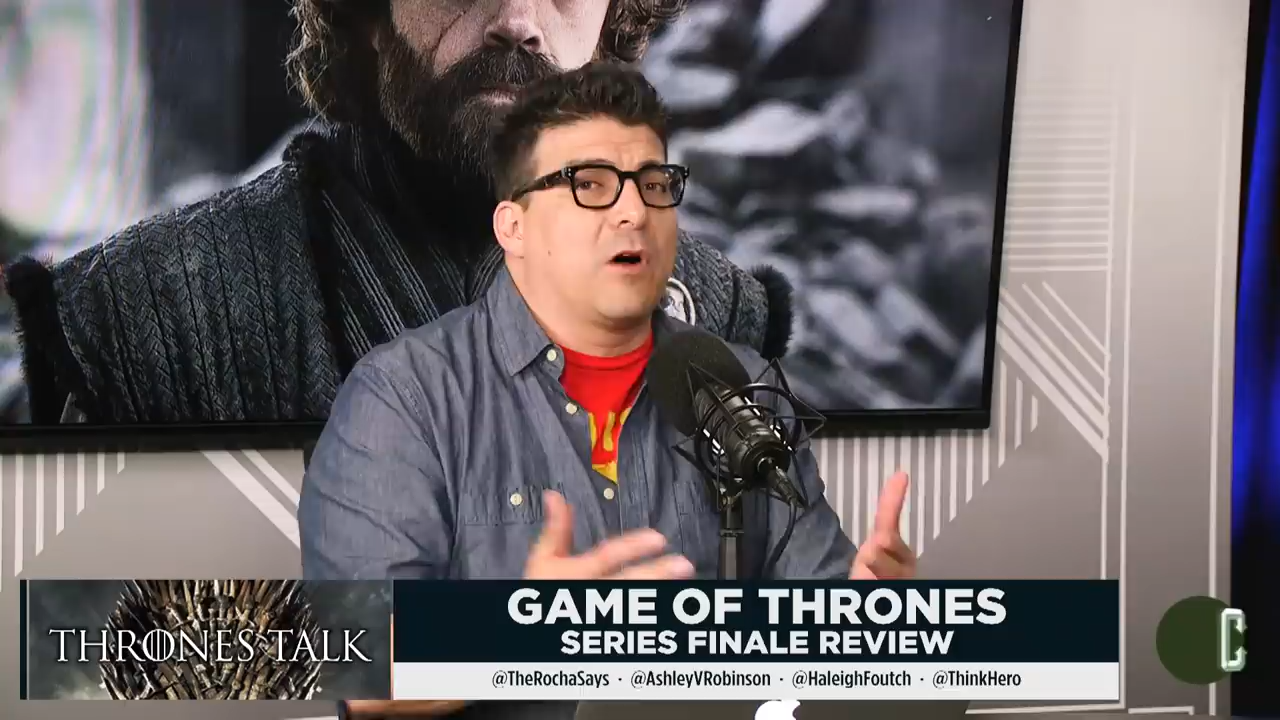 GAME OF THRONES
THRONES TALK
SERIES FINALE REVIEW
@TheRochaSays · @AshleyVRobinson · @HaleighFoutch · @ThinkHero
C